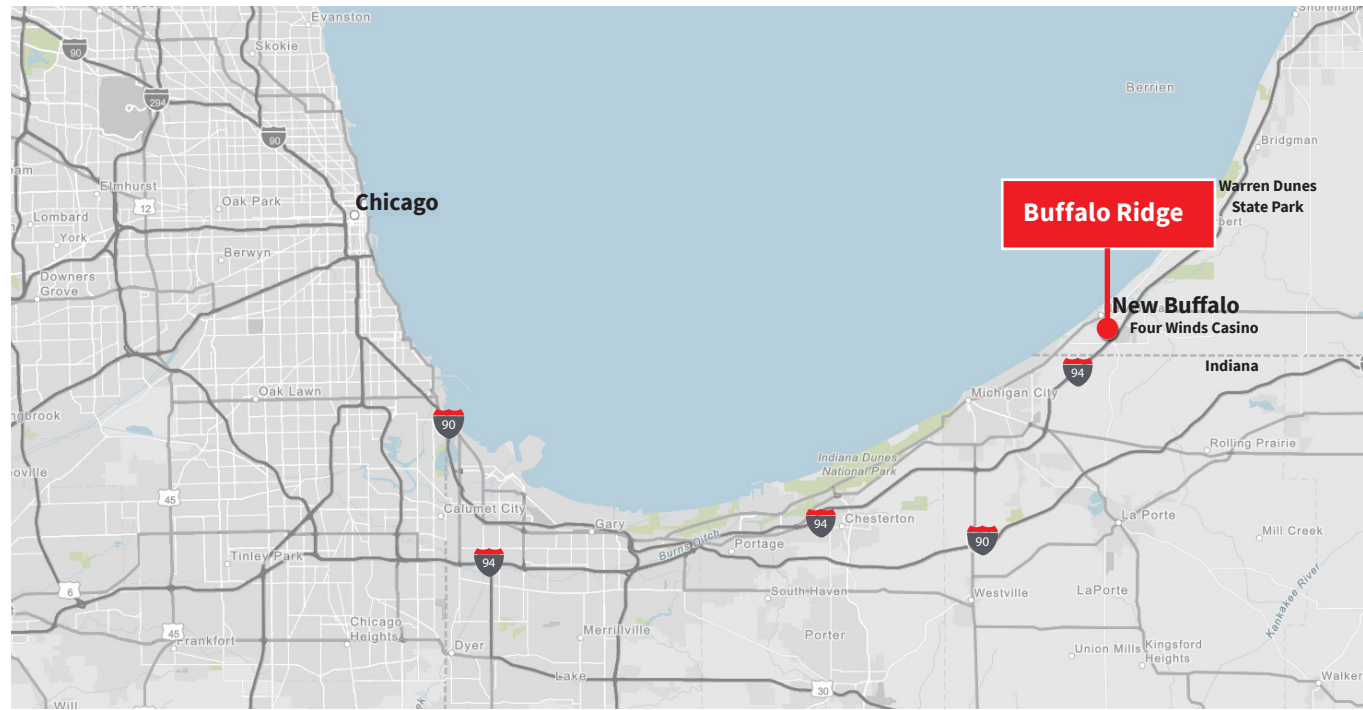 Evanston
Skokie
90
Berrien
294
90
Bridgman
Elmhurst
12
Oak Park
Chicago
Buffalo Ridge
Warren Dunes
State Park
Lombard
York
Berwyn
Downers
Grove
New Buffalo
Four Winds Casino
Indiana
94
Oak Lawn
Michigan City
90
Rolling Prairie
Indiana Dunes
National Park
45
Calumet City
Gary
94
Chesterton
La Porte
90
Mill Creek
Burns Ditch
Portage
Tinley Park
94
6
South Haven
Westville
LaPorte
Kankakee River
45
Frankfort
Chicago
Heights
Dyer
Merrillville
Porter
Union Mills
Kingsford
Heights
Lake
30
Walker
Will